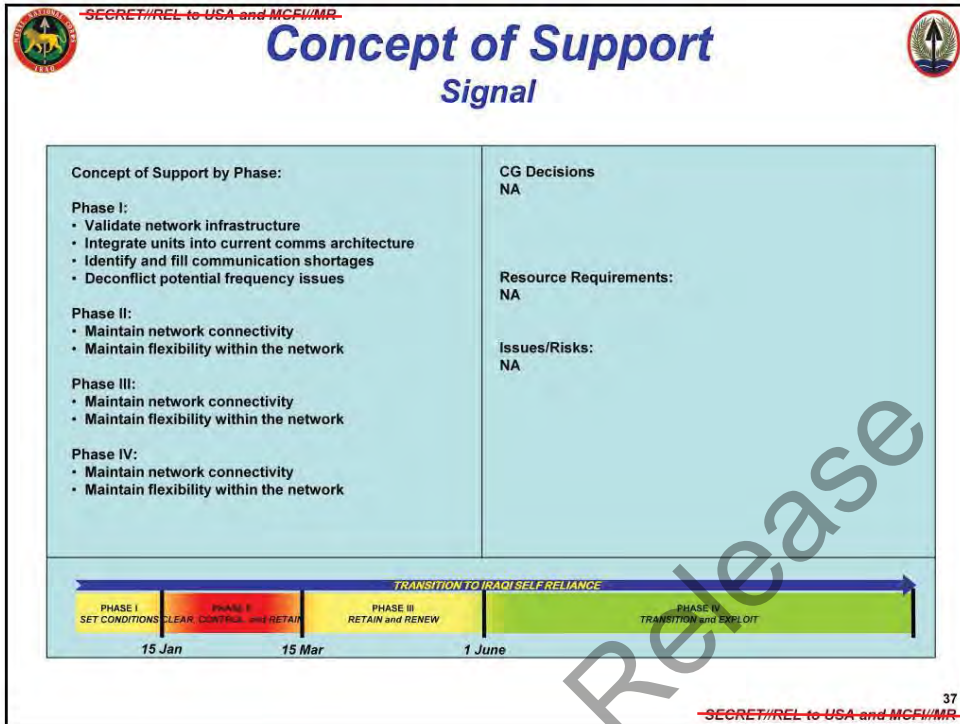 SECRET//REL to USA and MCFI//MR
Concept of Support
Signal
Concept of Support by Phase:
Phase I:
• Validate network infrastructure
• Integrate units into current comms architecture
• Identify and fill communication shortages
• Deconflict potential frequency issues
Phase II:
• Maintain network connectivity
• Maintain flexibility within the network
Phase III:
• Maintain network connectivity
• Maintain flexibility within the network
Phase IV:
• Maintain network connectivity
• Maintain flexibility within the network
CG Decisions
NA
Resource Requirements:
NA
Issues/Risks:
NA
TRANSITION TO IRAQI SELF RELIANCE
PHASE I
SET CONDITIONS
PHASE II
CLEAR, CONTROL, and RETAIN
PHASE III
RETAIN and RENEW
PHASE IV
TRANSITION and EXPLOIT
15 Jan
15 Mar
1 June
Release
37
SECRET//REL to USA and MCFI//MR